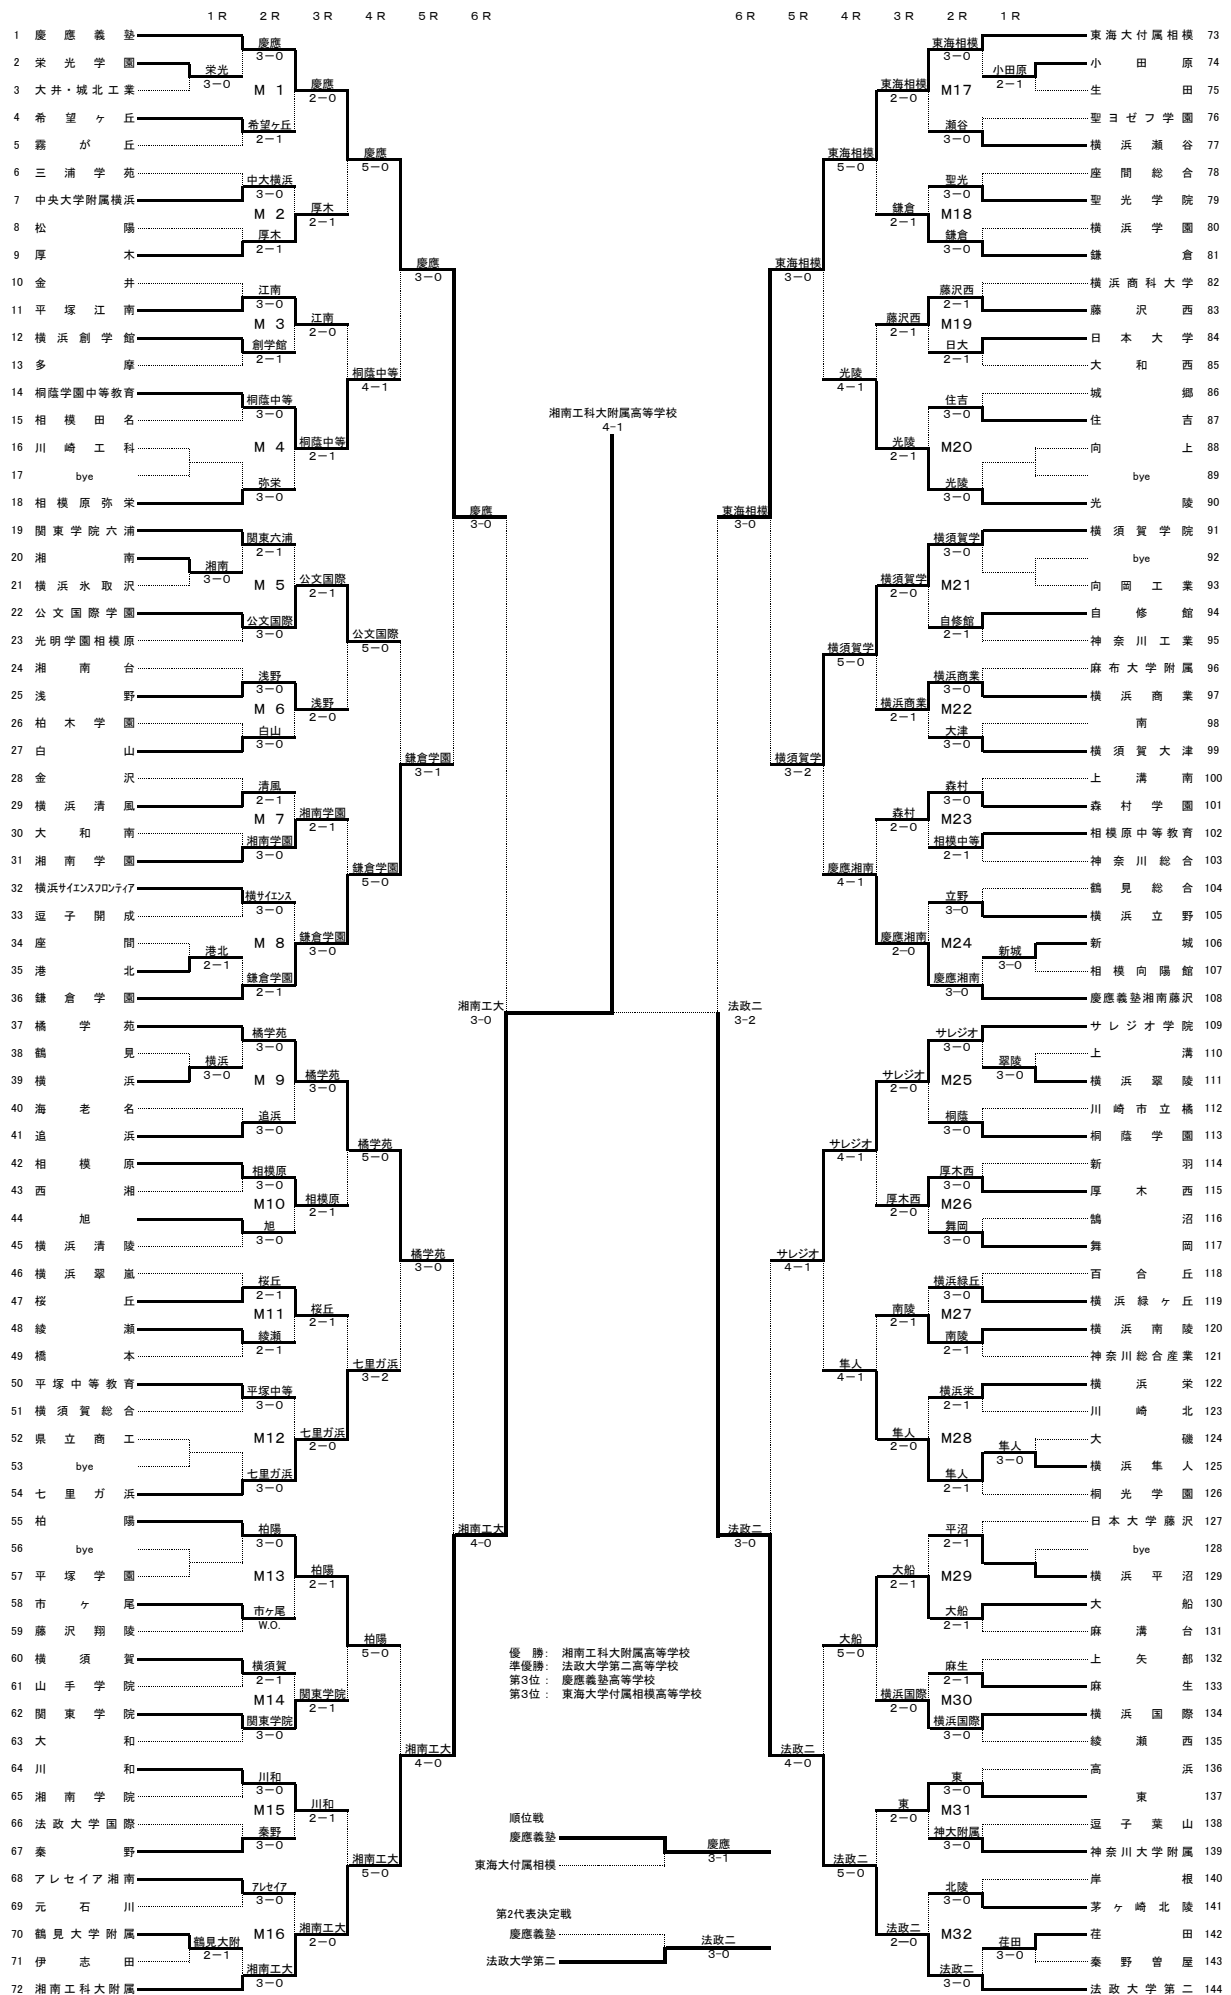 1R 2R 3R 4R 5R 6R
6R 5R 4R 3R 2R 1R
1 慶應義塾
2 栄光学園
3 大井・城北工業
4 希望ヶ丘
5 霧が丘
6 三浦学苑
7 中央大学附属横浜
8 松陽
9 厚木
10 金井
11 平塚江南
12 横浜創学館
13 多摩
14 桐蔭学園中等教育
15 相模田名
16 川崎工科
17 bye
18 相模原弥栄
19 関東学院六浦
20 湘南
21 横浜氷取沢
22 公文国際学園
23 光明学園相模原
24 湘南台
25 浅野
26 柏木学園
27 白山
28 金沢
29 横浜清風
30 大和南
31 湘南学園
32 横浜サイエンスフロンティア
33 逗子開成
34 座間
35 港北
36 鎌倉学園
37 橘学苑
38 鶴見
39 横浜
40 海老名
41 追浜
42 相模原
43 西湘
44 旭
45 横浜清陵
46 横浜翠嵐
47 桜丘
48 綾瀬
49 橋本
50 平塚中等教育
51 横須賀総合
52 県立商工
53 bye
54 七里ガ浜
55 柏陽
56 bye
57 平塚学園
58 市ヶ尾
59 藤沢翔陵
60 横須賀
61 山手学院
62 関東学院
63 大和
64 川和
65 湘南学院
66 法政大学国際
67 秦野
68 アレセイア湘南
69 元石川
70 鶴見大学附属
71 伊志田
72 湘南工科大附属
栄光 3-0
湘南 3-0
港北 2-1
横浜 3-0
鶴見大附 2-1
慶應 3-0
M 1
希望ヶ丘 2-1
中大横浜 3-0
M 2
厚木 2-1
江南 3-0
M 3
創学館 2-1
桐蔭中等 3-0
M 4
弥栄 3-0
関東六浦 2-1
M 5
公文国際 3-0
浅野 3-0
M 6
白山 3-0
清風 2-1
M 7
湘南学園 3-0
横サイエンス 3-0
M 8
鎌倉学園 2-1
橘学苑 3-0
M 9
追浜 3-0
相模原 3-0
M10
旭 3-0
桜丘 2-1
M11
綾瀬 2-1
平塚中等 3-0
M12
七里ガ浜 3-0
柏陽 3-0
M13
市ヶ尾 W.O.
横須賀 2-1
M14
関東学院 3-0
川和 3-0
M15
秦野 3-0
アレセイア 3-0
M16
湘南工大 3-0
慶應 2-0
厚木 2-1
江南 2-0
桐蔭中等 2-1
公文国際 2-1
浅野 2-0
湘南学園 2-1
鎌倉学園 3-0
橘学苑 3-0
相模原 2-1
桜丘 2-1
七里ガ浜 2-0
柏陽 2-1
関東学院 2-1
川和 2-1
湘南工大 2-0
慶應 5-0
桐蔭中等 4-1
公文国際 5-0
鎌倉学園 5-0
橘学苑 5-0
七里ガ浜 3-2
柏陽 5-0
湘南工大 5-0
慶應 3-0
鎌倉学園 3-1
橘学苑 3-0
湘南工大 4-0
慶應 3-0
湘南工大 4-0
湘南工大 3-0
湘南工科大附属高等学校
4-1
法政二 3-2
東海相模 3-0
法政二 3-0
東海相模 3-0
横須賀学 3-2
サレジオ 4-1
法政二 4-0
東海相模 5-0
光陵 4-1
横須賀学 5-0
慶應湘南 4-1
サレジオ 4-1
隼人 4-1
大船 5-0
法政二 5-0
東海相模 2-0
鎌倉 2-1
藤沢西 2-1
光陵 2-1
横須賀学 2-0
横浜商業 2-1
森村 2-0
慶應湘南 2-0
サレジオ 2-0
厚木西 2-0
南陵 2-1
隼人 2-0
大船 2-1
横浜国際 2-0
東 2-0
法政二 2-0
東海相模 3-0
M17
瀬谷 3-0
聖光 3-0
M18
鎌倉 3-0
藤沢西 2-1
M19
日大 2-1
住吉 3-0
M20
光陵 3-0
横須賀学 3-0
M21
自修館 2-1
横浜商業 3-0
M22
大津 3-0
森村 3-0
M23
相模中等 2-1
立野 3-0
M24
慶應湘南 3-0
サレジオ 3-0
M25
桐蔭 3-0
厚木西 3-0
M26
舞岡 3-0
横浜緑丘 3-0
M27
南陵 2-1
横浜栄 2-1
M28
隼人 2-1
平沼 2-1
M29
大船 2-1
麻生 2-1
M30
横浜国際 3-0
東 3-0
M31
神大附属 3-0
北陵 3-0
M32
法政二 3-0
小田原 2-1
新城 3-0
翠陵 3-0
隼人 3-0
荏田 3-0
東海大付属相模 73
小田原 74
生田 75
聖ヨゼフ学園 76
横浜瀬谷 77
座間総合 78
聖光学院 79
横浜学園 80
鎌倉 81
横浜商科大学 82
藤沢西 83
日本大学 84
大和西 85
城郷 86
住吉 87
向上 88
bye 89
光陵 90
横須賀学院 91
bye 92
向岡工業 93
自修館 94
神奈川工業 95
麻布大学附属 96
横浜商業 97
南 98
横須賀大津 99
上溝南 100
森村学園 101
相模原中等教育 102
神奈川総合 103
鶴見総合 104
横浜立野 105
新城 106
相模向陽館 107
慶應義塾湘南藤沢 108
サレジオ学院 109
上溝 110
横浜翠陵 111
川崎市立橘 112
桐蔭学園 113
新羽 114
厚木西 115
鵠沼 116
舞岡 117
百合丘 118
横浜緑ヶ丘 119
横浜南陵 120
神奈川総合産業 121
横浜栄 122
川崎北 123
大磯 124
横浜隼人 125
桐光学園 126
日本大学藤沢 127
bye 128
横浜平沼 129
大船 130
麻溝台 131
上矢部 132
麻生 133
横浜国際 134
綾瀬西 135
高浜 136
東 137
逗子葉山 138
神奈川大学附属 139
岸根 140
茅ヶ崎北陵 141
荏田 142
秦野曽屋 143
法政大学第二 144
優 勝： 湘南工科大附属高等学校
準優勝： 法政大学第二高等学校
第3位： 慶應義塾高等学校
第3位： 東海大学付属相模高等学校
順位戦
慶應義塾
東海大付属相模
慶應 3-1
第2代表決定戦
慶應義塾
法政大学第二
法政二 3-0